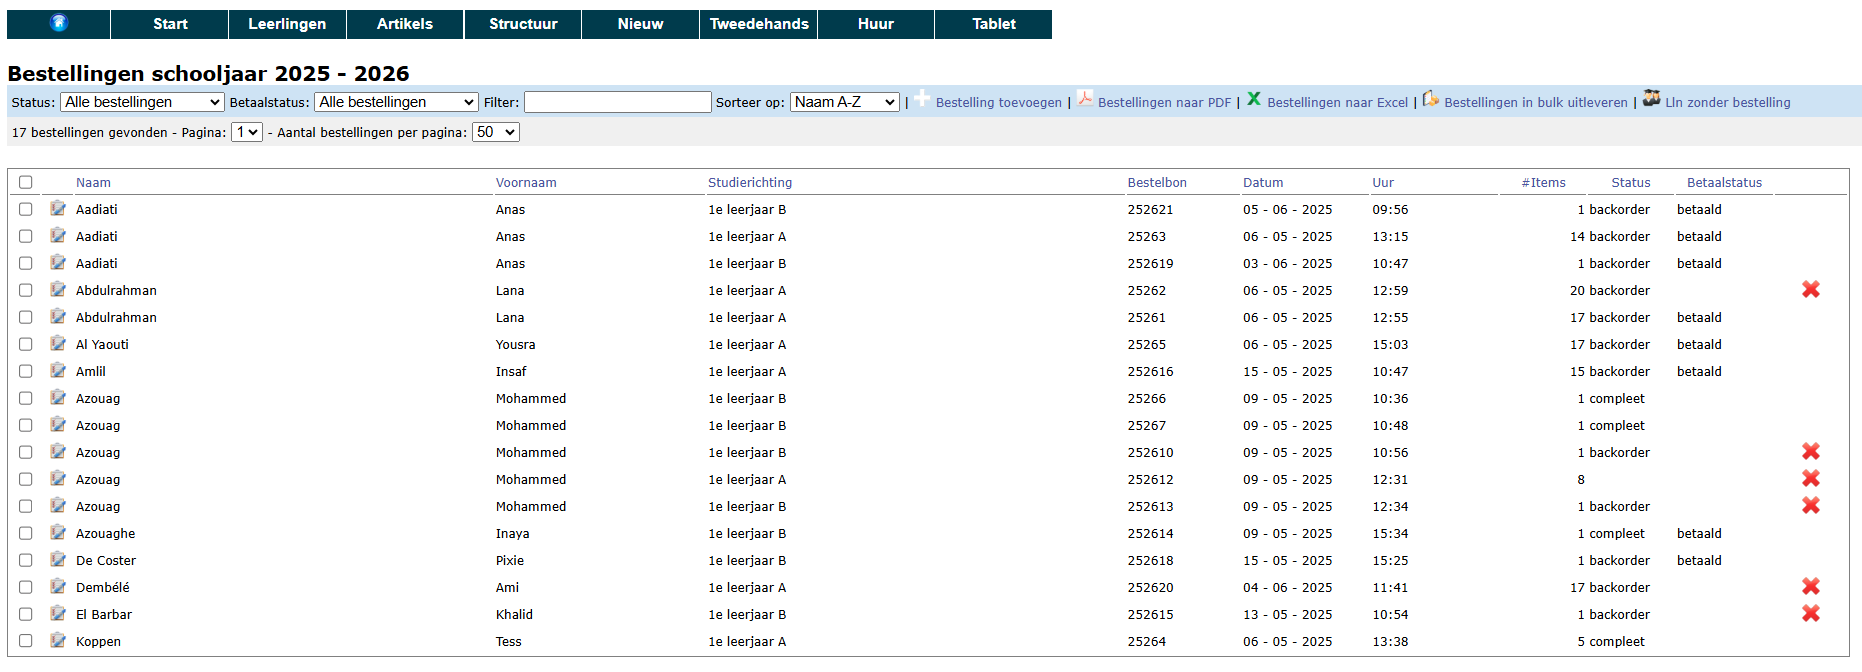 Start Leerlingen Artikels Structuur Nieuw Tweedehands Huur Tablet
Bestellingen schooljaar 2025 - 2026
Status: Alle bestellingen Betaalstatus: Alle bestellingen Filter: Sorteer op: Naam A-Z | Bestelling toevoegen | Bestellingen naar PDF | Bestellingen naar Excel | Bestellingen in bulk uitleveren | Lln zonder bestelling
17 bestellingen gevonden - Pagina: 1 - Aantal bestellingen per pagina: 50
Naam Voornaam Studierichting Bestelbon Datum Uur #Items Status Betaalstatus
Aadiati Anas 1e leerjaar B 252621 05 - 06 - 2025 09:56 1 backorder betaald
Aadiati Anas 1e leerjaar A 25263 06 - 05 - 2025 13:15 14 backorder betaald
Aadiati Anas 1e leerjaar B 252619 03 - 06 - 2025 10:47 1 backorder betaald
Abdulrahman Lana 1e leerjaar A 25262 06 - 05 - 2025 12:59 20 backorder
Abdulrahman Lana 1e leerjaar A 25261 06 - 05 - 2025 12:55 17 backorder betaald
Al Yaouti Yousra 1e leerjaar A 25265 06 - 05 - 2025 15:03 17 backorder betaald
Amlil Insaf 1e leerjaar A 252616 15 - 05 - 2025 10:47 15 backorder betaald
Azouag Mohammed 1e leerjaar B 25266 09 - 05 - 2025 10:36 1 compleet
Azouag Mohammed 1e leerjaar B 25267 09 - 05 - 2025 10:48 1 compleet
Azouag Mohammed 1e leerjaar B 252610 09 - 05 - 2025 10:56 1 backorder
Azouag Mohammed 1e leerjaar A 252612 09 - 05 - 2025 12:31 8
Azouag Mohammed 1e leerjaar B 252613 09 - 05 - 2025 12:34 1 backorder
Azouaghe Inaya 1e leerjaar B 252614 09 - 05 - 2025 15:34 1 compleet betaald
De Coster Pixie 1e leerjaar B 252618 15 - 05 - 2025 15:25 1 backorder betaald
Dembélé Ami 1e leerjaar A 252620 04 - 06 - 2025 11:41 17 backorder
El Barbar Khalid 1e leerjaar B 252615 13 - 05 - 2025 10:54 1 backorder
Koppen Tess 1e leerjaar A 25264 06 - 05 - 2025 13:38 5 compleet